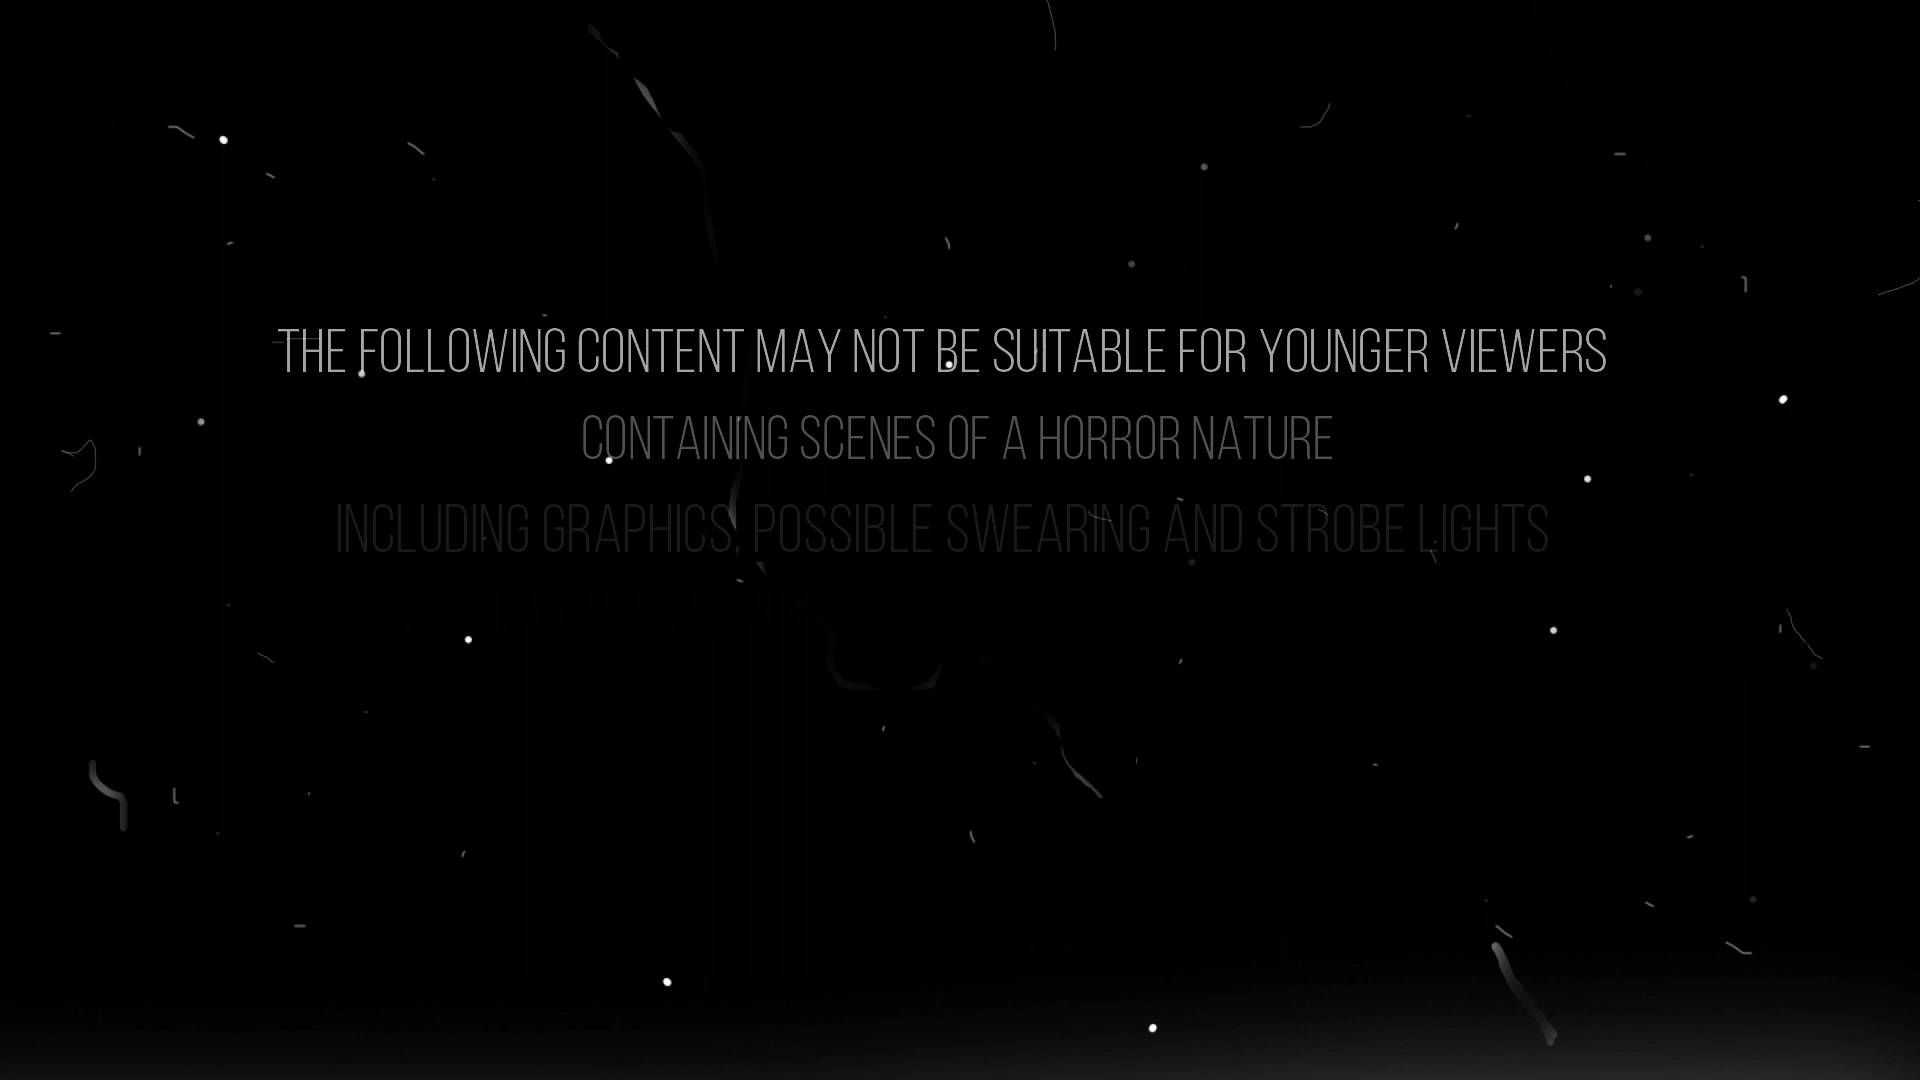 THE FOLLOWING CONTENT MAY NOT BE SUITABLE FOR YOUNGER VIEWERS
CONTAINING SCENES OF A HORROR NATURE
INCLUDING GRAPHICS, POSSIBLE SWEARING AND STROBE LIGHTS